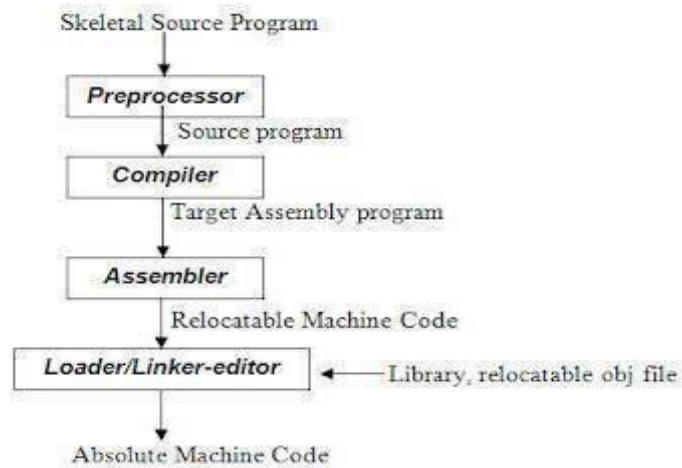 Skeletal Source Program
Preprocessor
Source program
Compiler
Target Assembly program
Assembler
Relocatable Machine Code
Loader/Linker-editor
Library, relocatable obj file
Absolute Machine Code